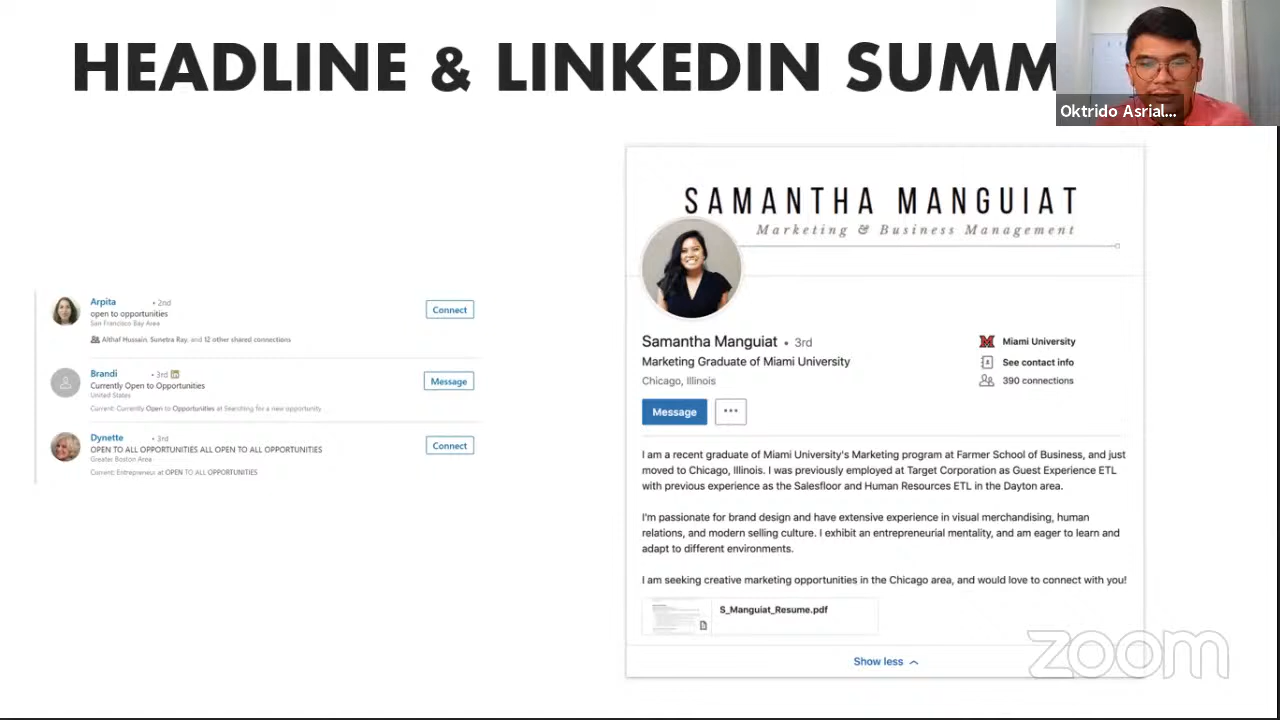 HEADLINE & LINKEDIN SUMM
Oktrido Asrial...
Arpita • 2nd
open to opportunities
San Francisco Bay Area
Althaf Hussain, Sunetra Ray, and 12 other shared connections
Connect
Brandi • 3rd
Currently Open to Opportunities
United States
Current: Currently Open to Opportunities at Searching for a new opportunity
Message
Dynette • 3rd
OPEN TO ALL OPPORTUNITIES ALL OPEN TO ALL OPPORTUNITIES
Greater Boston Area
Current: Entrepreneur at OPEN TO ALL OPPORTUNITIES
Connect
SAMANTHA MANGUIAT
Marketing & Business Management
Samantha Manguiat • 3rd
Marketing Graduate of Miami University
Chicago, Illinois
Miami University
See contact info
390 connections
Message
I am a recent graduate of Miami University's Marketing program at Farmer School of Business, and just
moved to Chicago, Illinois. I was previously employed at Target Corporation as Guest Experience ETL
with previous experience as the Salesfloor and Human Resources ETL in the Dayton area.
I'm passionate for brand design and have extensive experience in visual merchandising, human
relations, and modern selling culture. I exhibit an entrepreneurial mentality, and am eager to learn and
adapt to different environments.
I am seeking creative marketing opportunities in the Chicago area, and would love to connect with you!
S_Manguiat_Resume.pdf
Show less
zoom